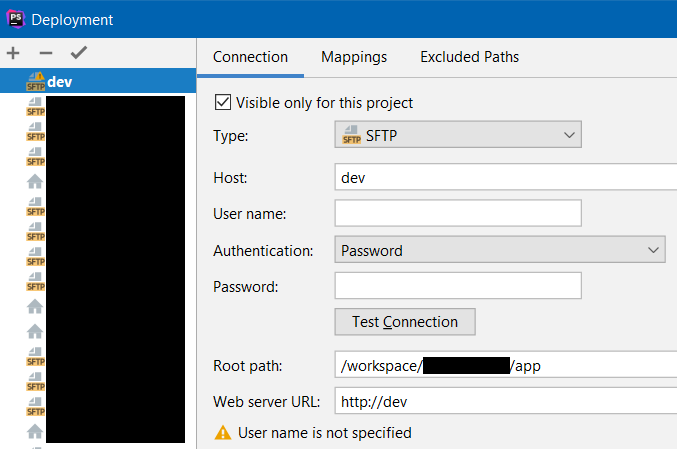 PS Deployment
Connection Mappings Excluded Paths
SFTP dev
Visible only for this project
SFTP
Type: SFTP SFTP
SFTP
SFTP
Host: dev
SFTP
User name:
SFTP
Authentication: Password
SFTP
Password:
SFTP
Test Connection
Root path: /workspace/ /app
SFTP
SFTP
Web server URL: http://dev
SFTP
User name is not specified